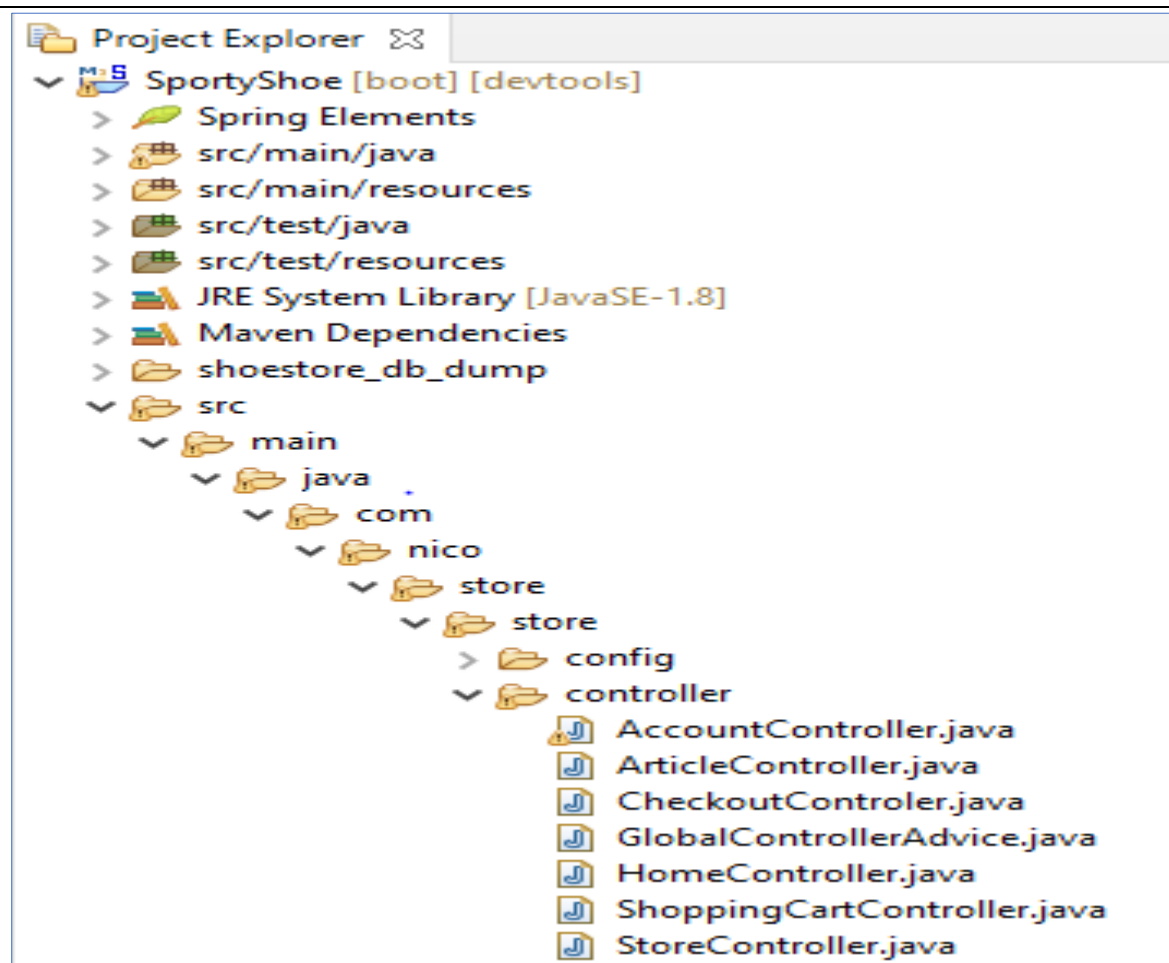 Project Explorer
SportyShoe [boot] [devtools]
Spring Elements
src/main/java
src/main/resources
src/test/java
src/test/resources
JRE System Library [JavaSE-1.8]
Maven Dependencies
shoestore_db_dump
src
main
java
com
nico
store
store
config
controller
AccountController.java
ArticleController.java
CheckoutControler.java
GlobalControllerAdvice.java
HomeController.java
ShoppingCartController.java
StoreController.java